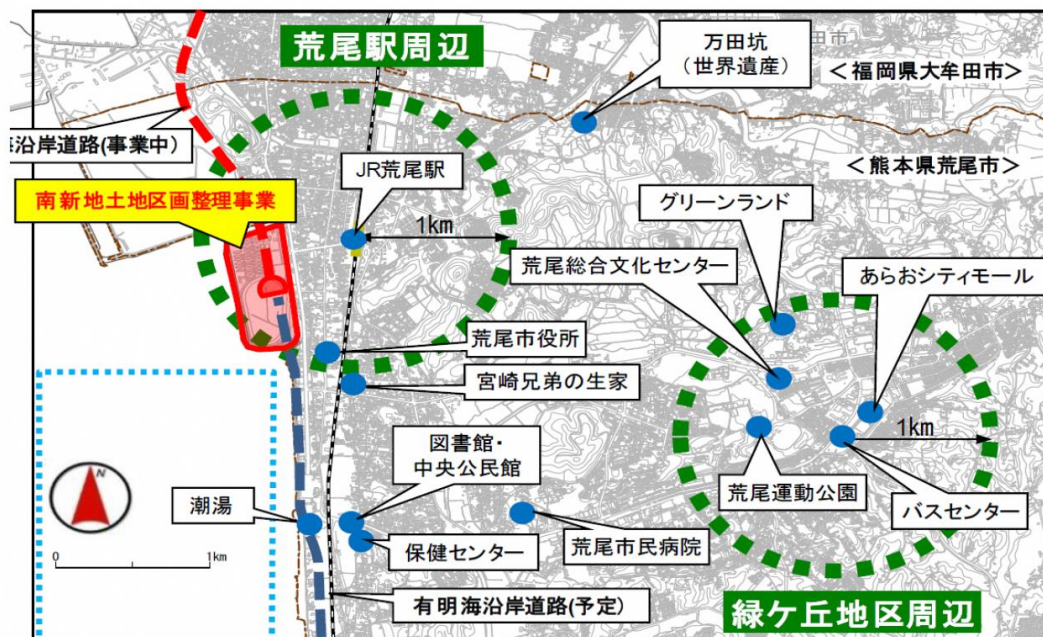 荒尾駅周辺
万田坑
(世界遺産)
田市
<福岡県大牟田市>
海沿岸道路(事業中)
<熊本県荒尾市>
JR荒尾駅
南新地土地区画整理事業
グリーンランド
1km
荒尾総合文化センター
あらおシティモール
荒尾市役所
宮崎兄弟の生家
図書館・
中央公民館
1km
N
潮湯
荒尾運動公園
バスセンター
保健センター
荒尾市民病院
0
1km
有明海沿岸道路(予定)
緑ケ丘地区周辺